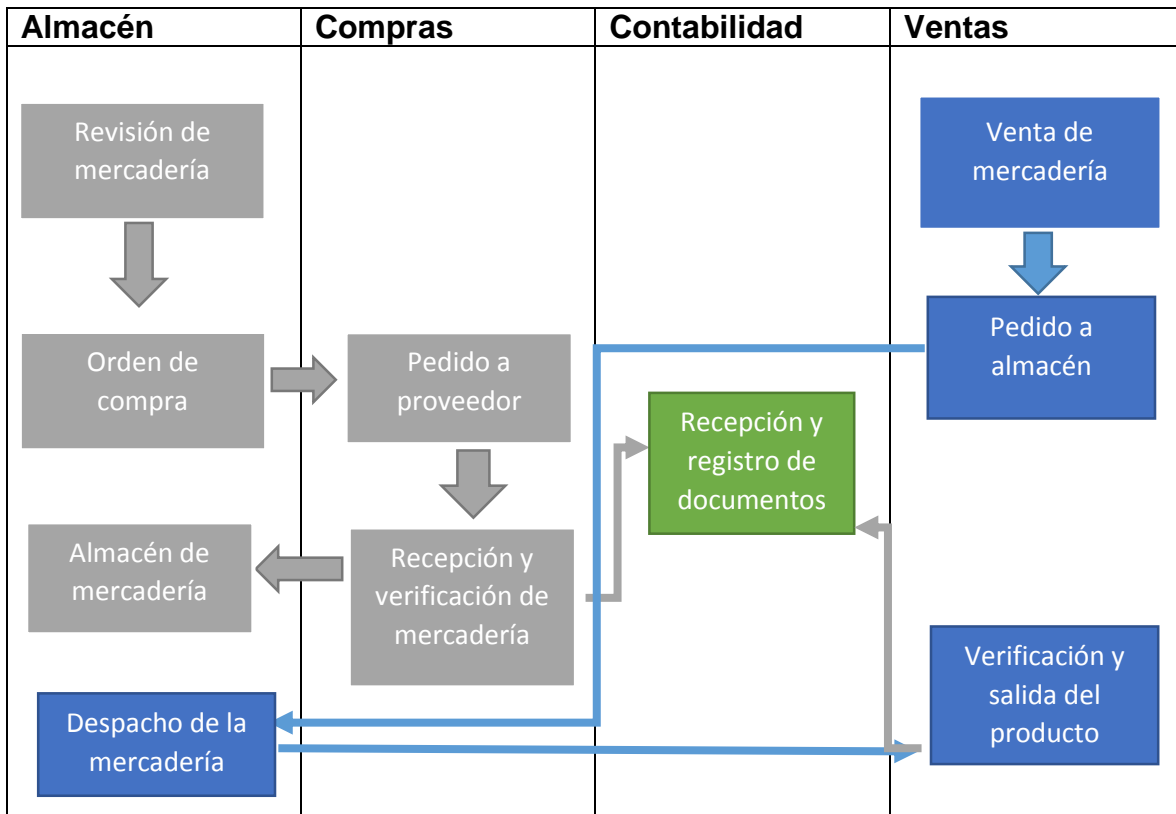 Almacén
Compras
Contabilidad
Ventas
Revisión de
mercadería
Venta de
mercadería
Orden de
compra
Pedido a
proveedor
Pedido a
almacén
Recepción y
registro de
documentos
Almacén de
mercadería
Recepción y
verificación de
mercadería
Despacho de la
mercadería
Verificación y
salida del
producto